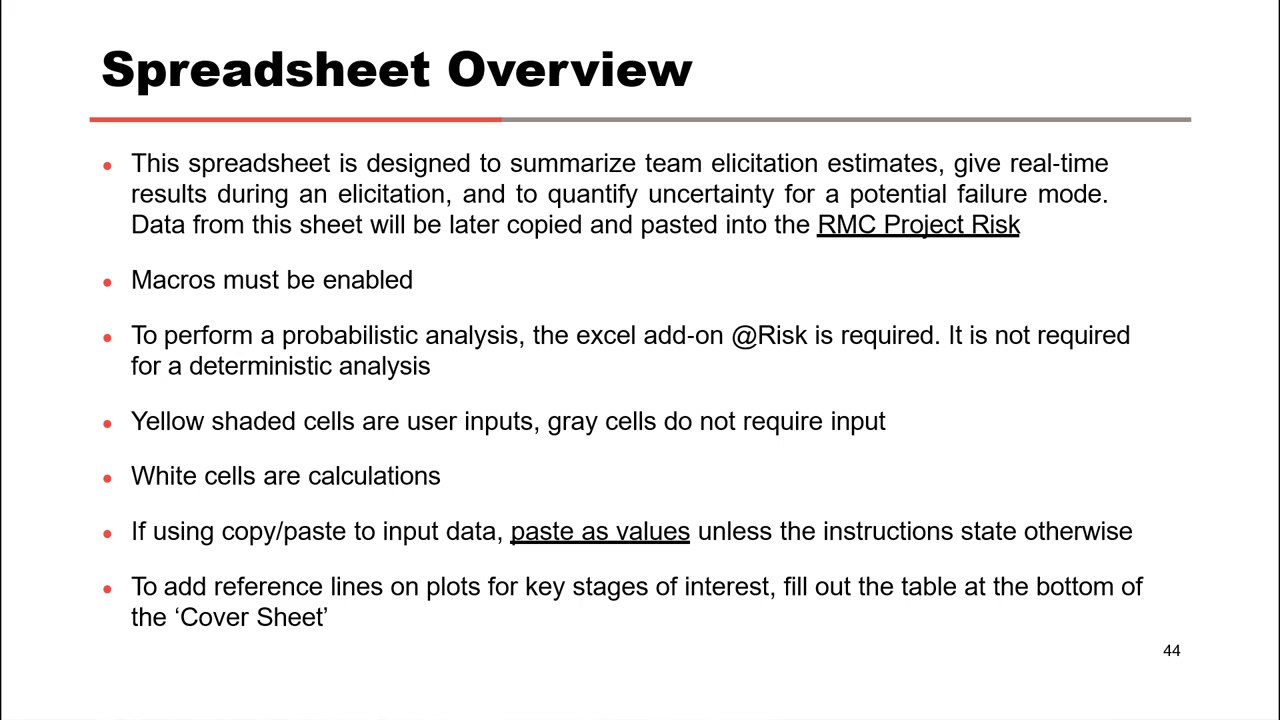 Spreadsheet Overview
This spreadsheet is designed to summarize team elicitation estimates, give real-time
results during an elicitation, and to quantify uncertainty for a potential failure mode.
Data from this sheet will be later copied and pasted into the RMC Project Risk
Macros must be enabled
To perform a probabilistic analysis, the excel add-on @Risk is required. It is not required
for a deterministic analysis
Yellow shaded cells are user inputs, gray cells do not require input
White cells are calculations
If using copy/paste to input data, paste as values unless the instructions state otherwise
To add reference lines on plots for key stages of interest, fill out the table at the bottom of
the ‘Cover Sheet’
44